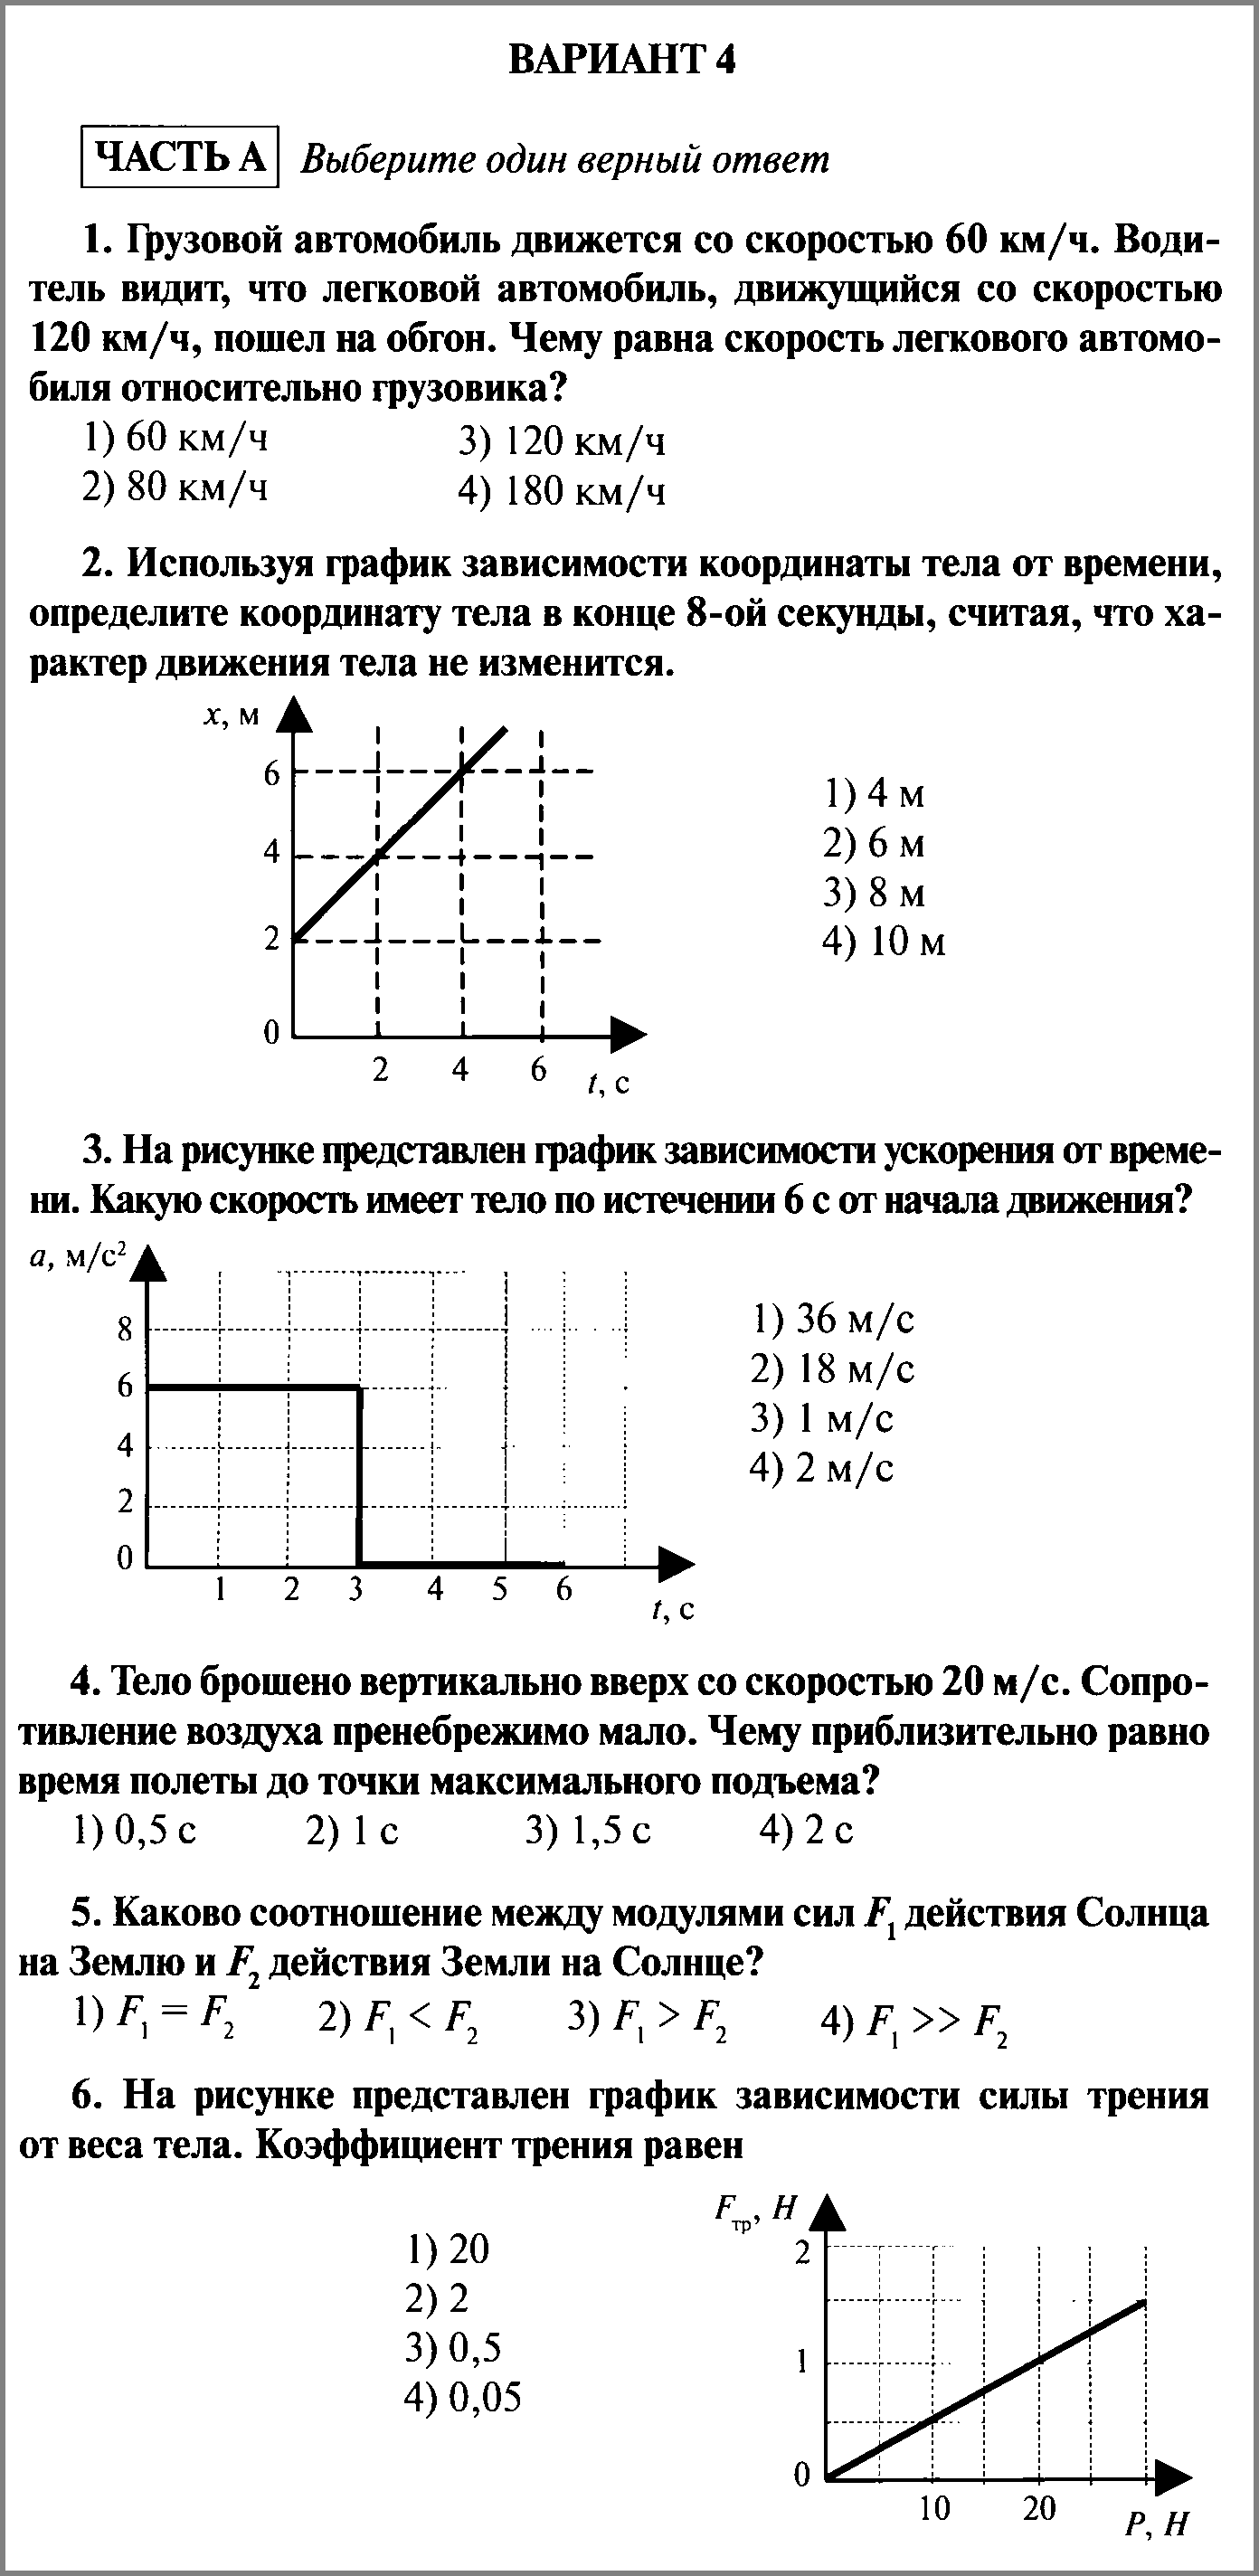 ВАРИАНТ 4
ЧАСТЬ А Выберите один верный ответ
1. Грузовой автомобиль движется со скоростью 60 км/ч. Води-
тель видит, что легковой автомобиль, движущийся со скоростью
120 км/ч, пошел на обгон. Чему равна скорость легкового автомо-
биля относительно грузовика?
1) 60 км/ч 3) 120 км/ч
2) 80 км/ч 4) 180 км/ч
2. Используя график зависимости координаты тела от времени,
определите координату тела в конце 8-ой секунды, считая, что ха-
рактер движения тела не изменится.
x, м
6
4
2
0
2 4 6
t, с
1) 4 м
2) 6 м
3) 8 м
4) 10 м
3. На рисунке представлен график зависимости ускорения от време-
ни. Какую скорость имеет тело по истечении 6 с от начала движения?
a, м/с²
8
6
4
2
0
1 2 3 4 5 6
t, с
1) 36 м/с
2) 18 м/с
3) 1 м/с
4) 2 м/с
4. Тело брошено вертикально вверх со скоростью 20 м/с. Сопро-
тивление воздуха пренебрежимо мало. Чему приблизительно равно
время полеты до точки максимального подъема?
1) 0,5 с 2) 1 с 3) 1,5 с 4) 2 с
5. Каково соотношение между модулями сил F₁ действия Солнца
на Землю и F₂ действия Земли на Солнце?
1) F₁ = F₂ 2) F₁ < F₂ 3) F₁ > F₂ 4) F₁ >> F₂
6. На рисунке представлен график зависимости силы трения
от веса тела. Коэффициент трения равен
1) 20
2) 2
3) 0,5
4) 0,05
Fтр, Н
2
1
0
10 20
P, Н